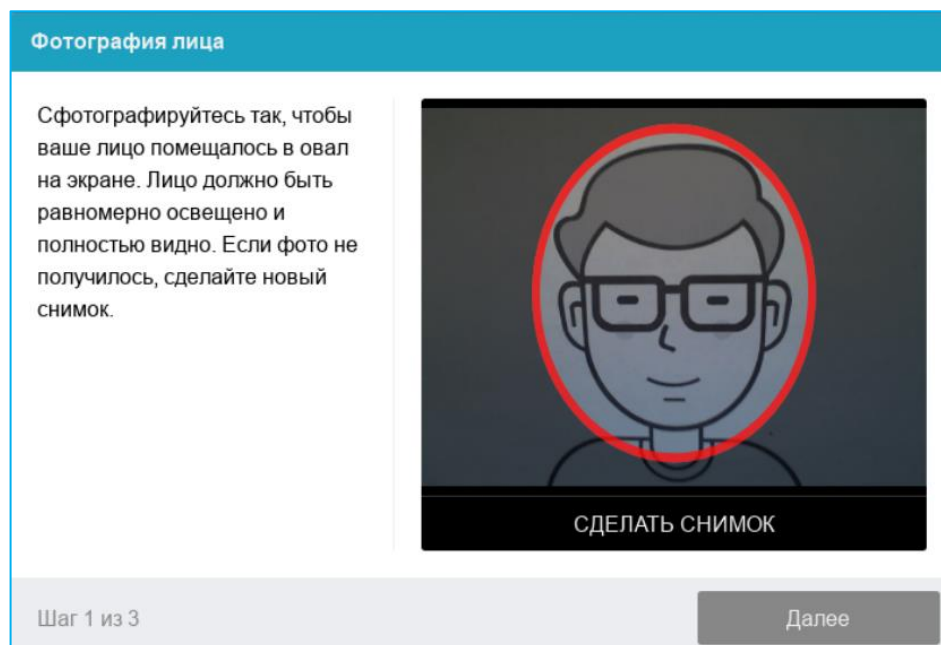 Фотография лица
Сфотографируйтесь так, чтобы
ваше лицо помещалось в овал
на экране. Лицо должно быть
равномерно освещено и
полностью видно. Если фото не
получилось, сделайте новый
снимок.
СДЕЛАТЬ СНИМОК
Шаг 1 из 3
Далее